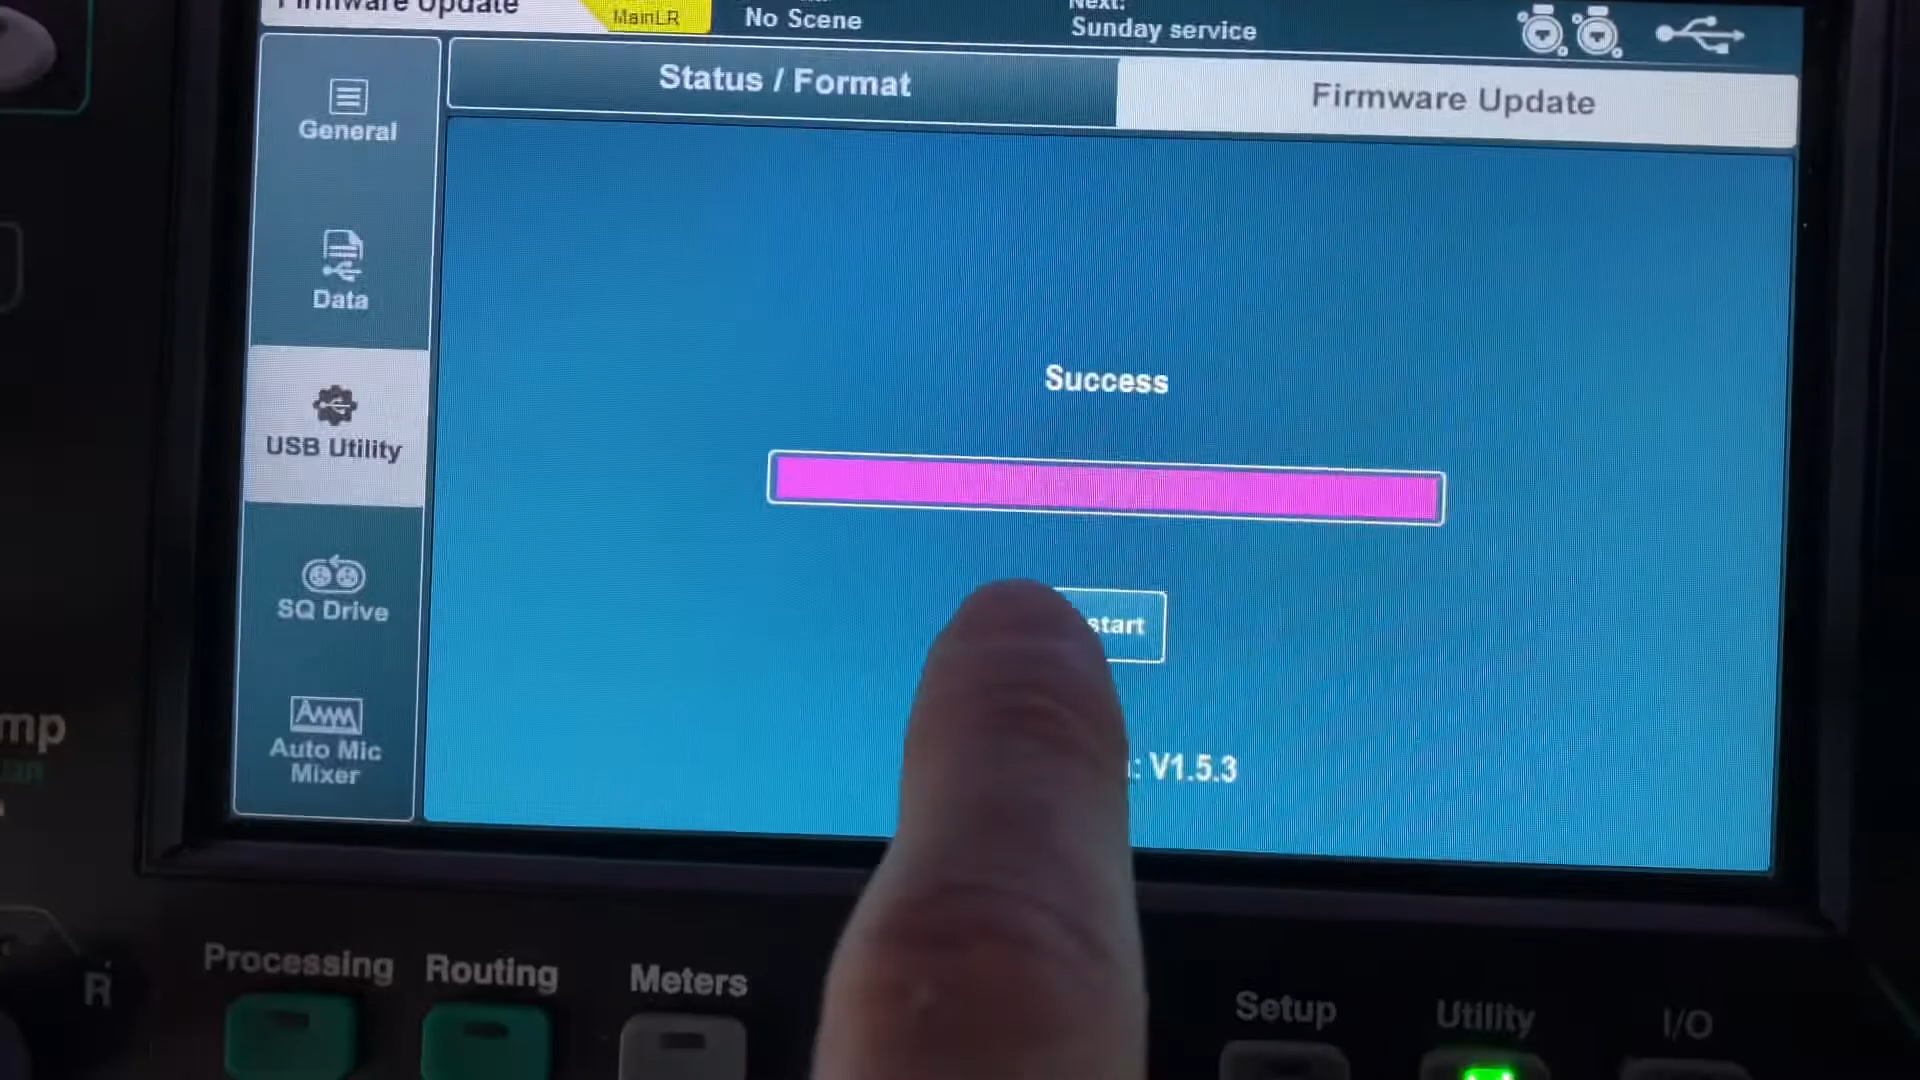 Firmware Update
MainLR
No Scene
Next:
Sunday service
General
Data
USB Utility
SQ Drive
Auto Mic
Mixer
Status / Format
Firmware Update
Success
start
: V1.5.3
mp
R
Processing
Routing
Meters
Setup
Utility
I/O